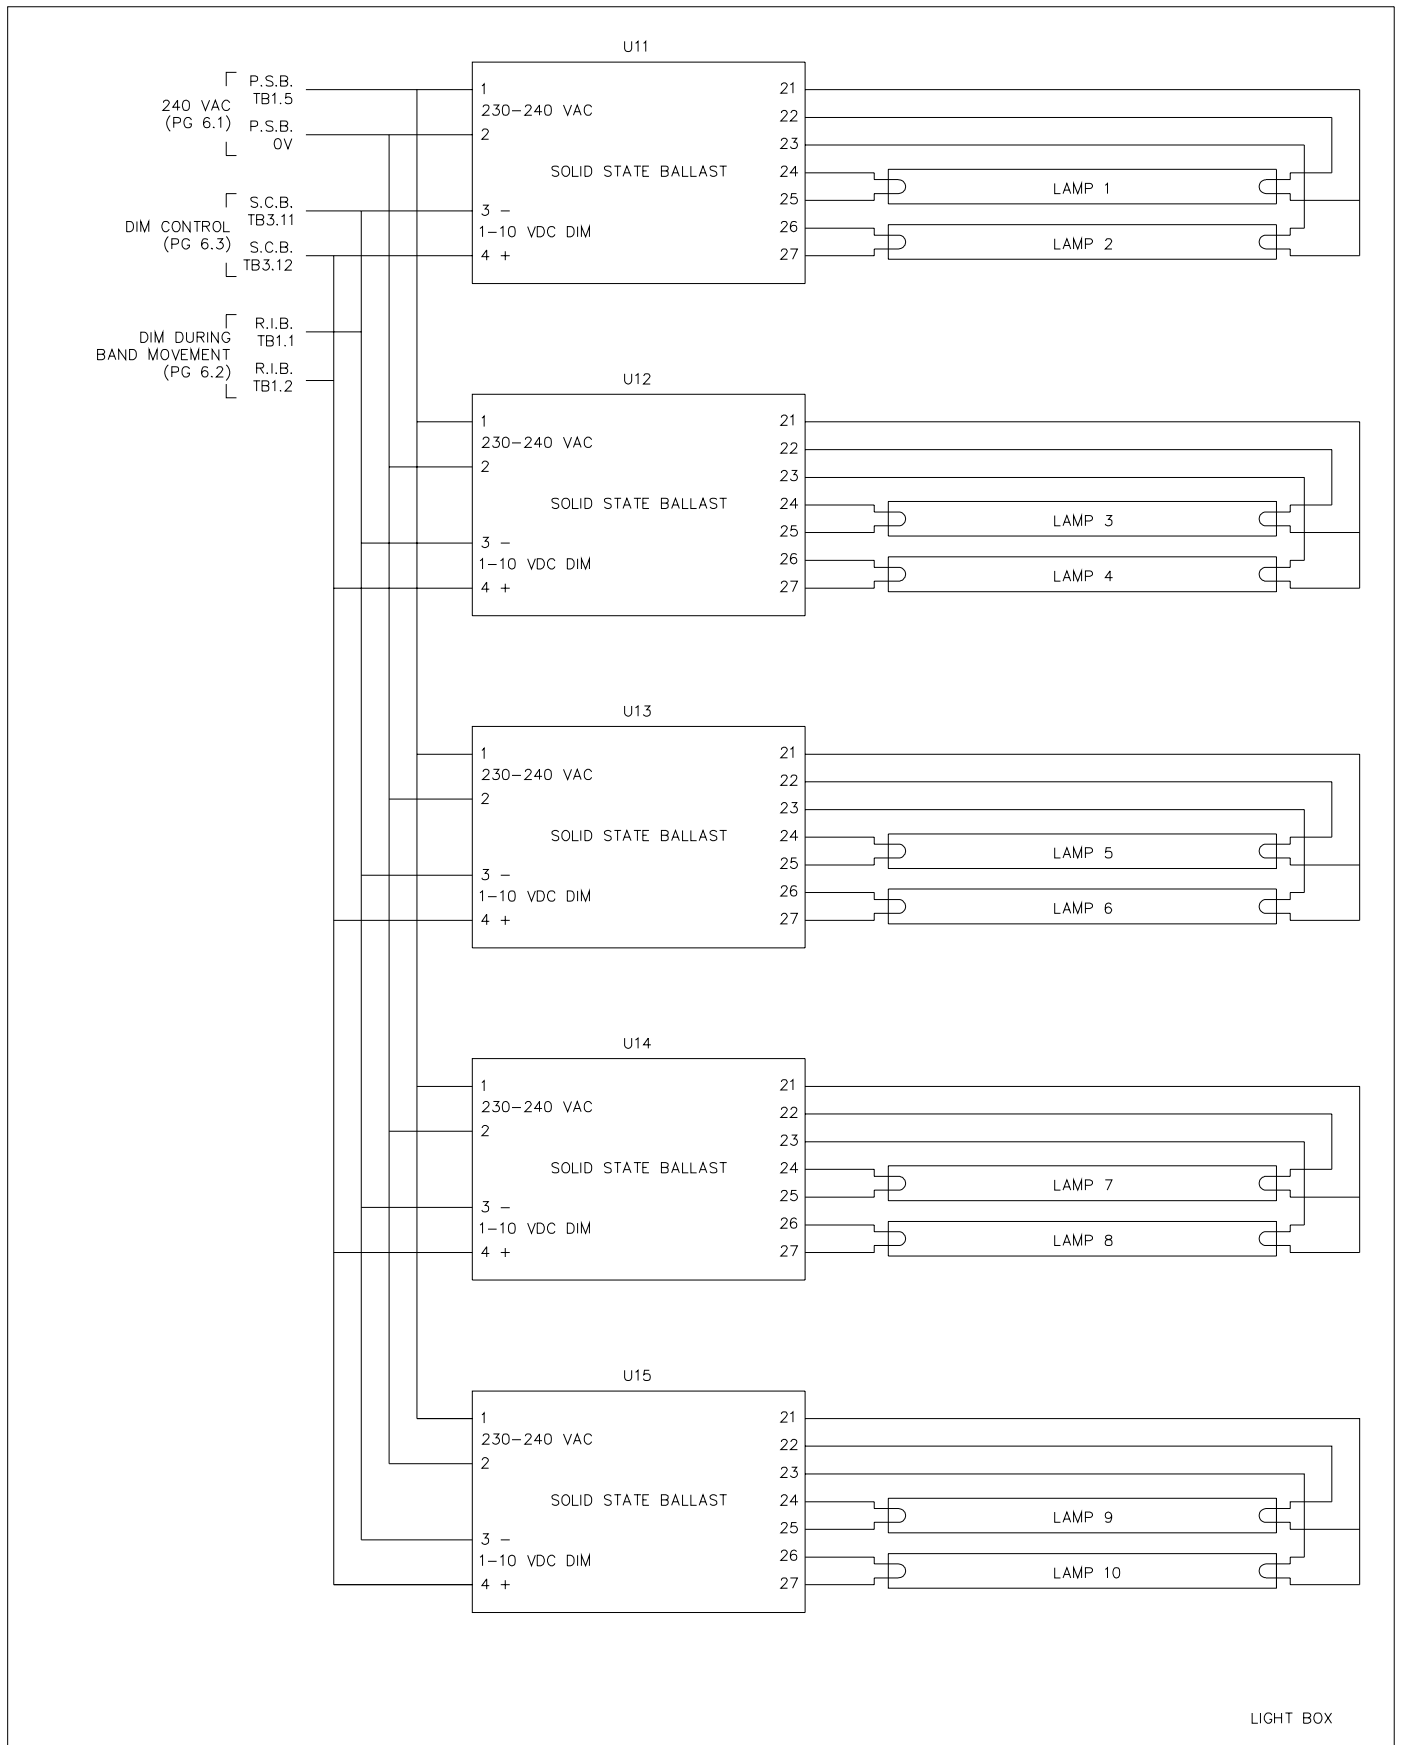 U11
P.S.B.
TB1.5
240 VAC
(PG 6.1)
P.S.B.
0V
S.C.B.
TB3.11
DIM CONTROL
(PG 6.3)
S.C.B.
TB3.12
R.I.B.
TB1.1
DIM DURING
BAND MOVEMENT
(PG 6.2)
R.I.B.
TB1.2
1
230-240 VAC
2
SOLID STATE BALLAST
3 -
1-10 VDC DIM
4 +
21
22
23
24
25
26
27
LAMP 1
LAMP 2
U12
1
230-240 VAC
2
SOLID STATE BALLAST
3 -
1-10 VDC DIM
4 +
21
22
23
24
25
26
27
LAMP 3
LAMP 4
U13
1
230-240 VAC
2
SOLID STATE BALLAST
3 -
1-10 VDC DIM
4 +
21
22
23
24
25
26
27
LAMP 5
LAMP 6
U14
1
230-240 VAC
2
SOLID STATE BALLAST
3 -
1-10 VDC DIM
4 +
21
22
23
24
25
26
27
LAMP 7
LAMP 8
U15
1
230-240 VAC
2
SOLID STATE BALLAST
3 -
1-10 VDC DIM
4 +
21
22
23
24
25
26
27
LAMP 9
LAMP 10
LIGHT BOX